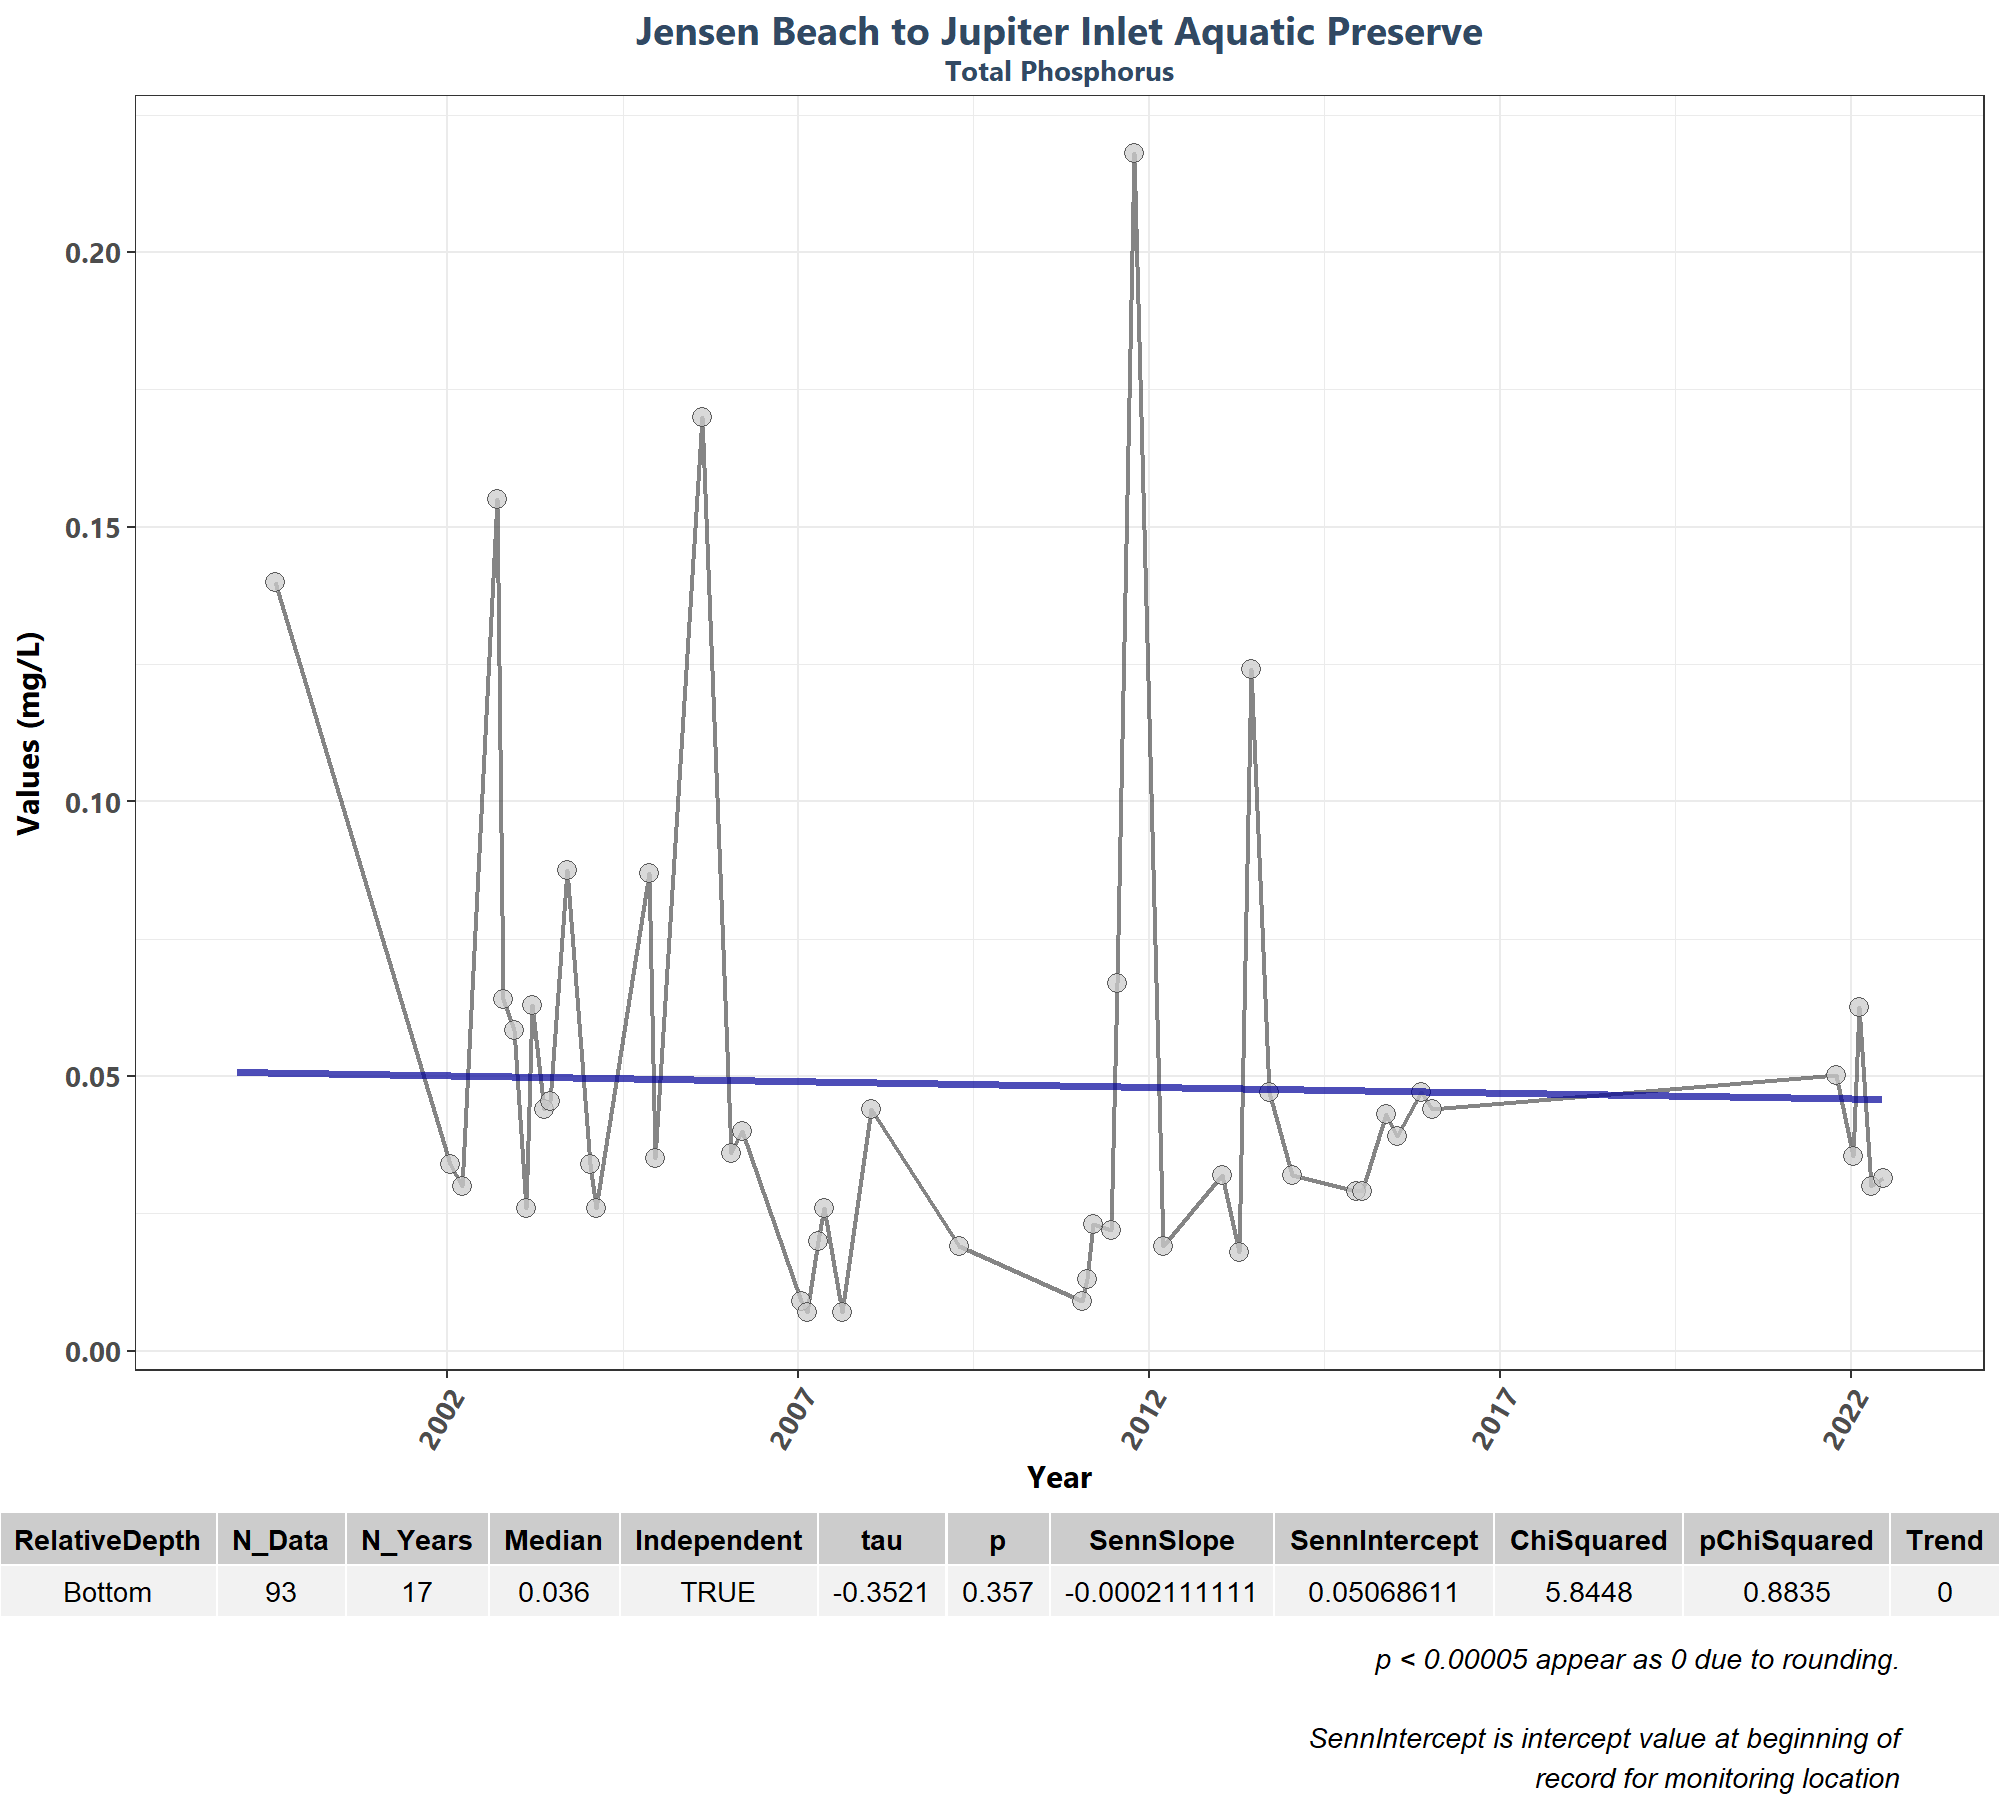 Jensen Beach to Jupiter Inlet Aquatic Preserve
Total Phosphorus
Values (mg/L)
0.20
0.15
0.10
0.05
0.00
2002 2007 2012 2017 2022
Year
RelativeDepth N_Data N_Years Median Independent tau p SennSlope SennIntercept ChiSquared pChiSquared Trend
Bottom 93 17 0.036 TRUE -0.3521 0.357 -0.0002111111 0.05068611 5.8448 0.8835 0
p < 0.00005 appear as 0 due to rounding.
SennIntercept is intercept value at beginning of
record for monitoring location